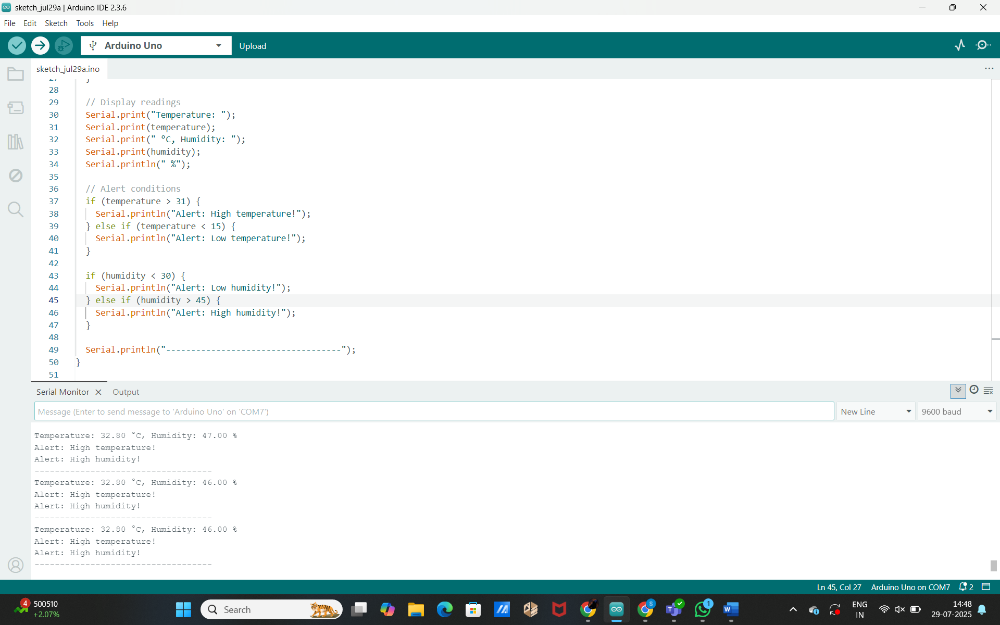 sketch_jul29a | Arduino IDE 2.3.6
File Edit Sketch Tools Help
Arduino Uno
Upload
sketch_jul29a.ino
27 }
28
29 // Display readings
30 Serial.print("Temperature: ");
31 Serial.print(temperature);
32 Serial.print(" °C, Humidity: ");
33 Serial.print(humidity);
34 Serial.println(" %");
35
36 // Alert conditions
37 if (temperature > 31) {
38 Serial.println("Alert: High temperature!");
39 } else if (temperature < 15) {
40 Serial.println("Alert: Low temperature!");
41 }
42
43 if (humidity < 30) {
44 Serial.println("Alert: Low humidity!");
45 } else if (humidity > 45) {
46 Serial.println("Alert: High humidity!");
47 }
48
49 Serial.println("-----------------------------------");
50 }
51
Serial Monitor Output
Message (Enter to send message to 'Arduino Uno' on 'COM7')
New Line
9600 baud
Temperature: 32.80 °C, Humidity: 47.00 %
Alert: High temperature!
Alert: High humidity!
-----------------------------------
Temperature: 32.80 °C, Humidity: 46.00 %
Alert: High temperature!
Alert: High humidity!
-----------------------------------
Temperature: 32.80 °C, Humidity: 46.00 %
Alert: High temperature!
Alert: High humidity!
-----------------------------------
Ln 45, Col 27 Arduino Uno on COM7 2
4
500510
+2.07%
Search
S
1
W
ENG
IN
14:48
29-07-2025